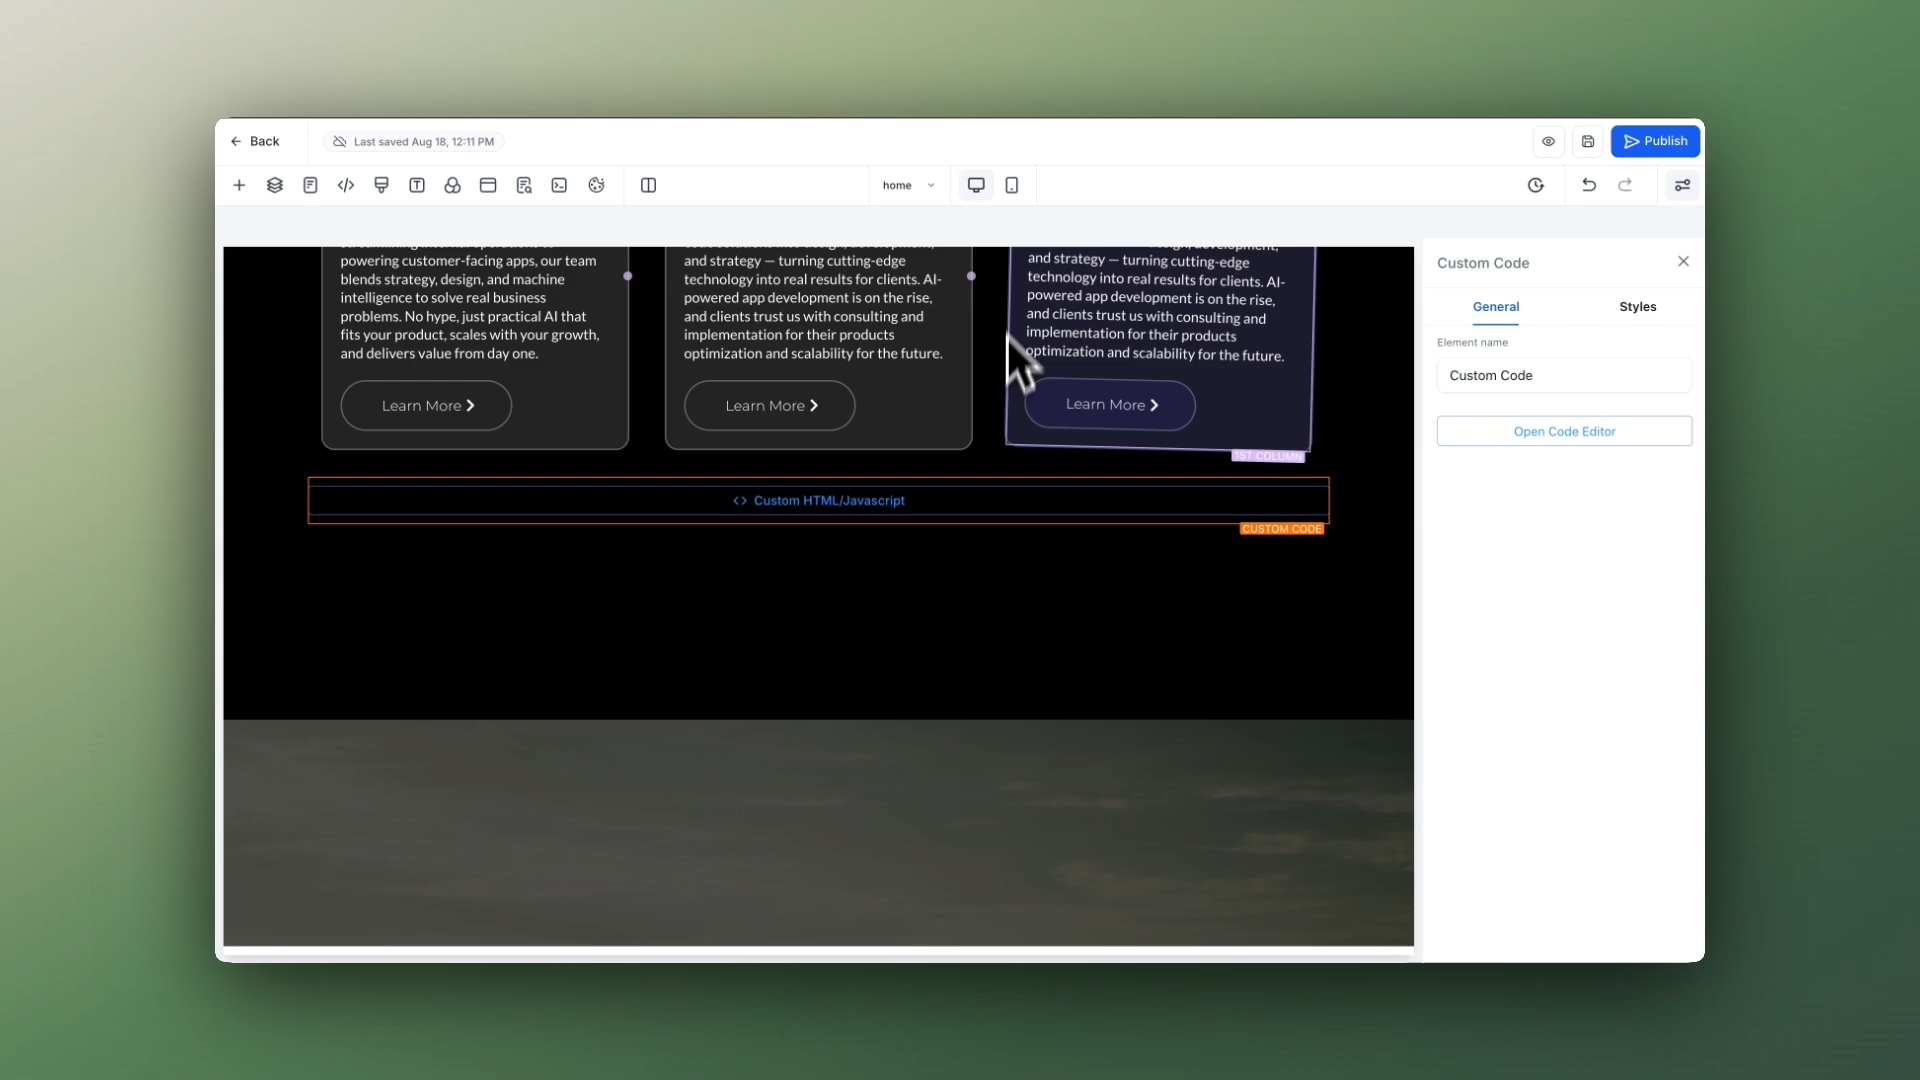 Back
Last saved Aug 18, 12:11 PM
Publish
home
powering customer-facing apps, our team
blends strategy, design, and machine
intelligence to solve real business
problems. No hype, just practical AI that
fits your product, scales with your growth,
and delivers value from day one.
Learn More
and strategy — turning cutting-edge
technology into real results for clients. AI-
powered app development is on the rise,
and clients trust us with consulting and
implementation for their products
optimization and scalability for the future.
Learn More
and strategy — turning cutting-edge
technology into real results for clients. AI-
powered app development is on the rise,
and clients trust us with consulting and
implementation for their products
optimization and scalability for the future.
Learn More
1ST COLUMN
<> Custom HTML/Javascript
CUSTOM CODE
Custom Code
General
Styles
Element name
Custom Code
Open Code Editor